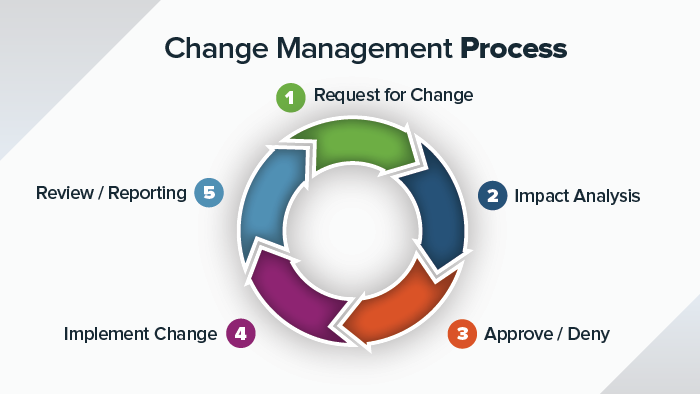 Change Management Process
1 Request for Change
2 Impact Analysis
3 Approve / Deny
4 Implement Change
5 Review / Reporting